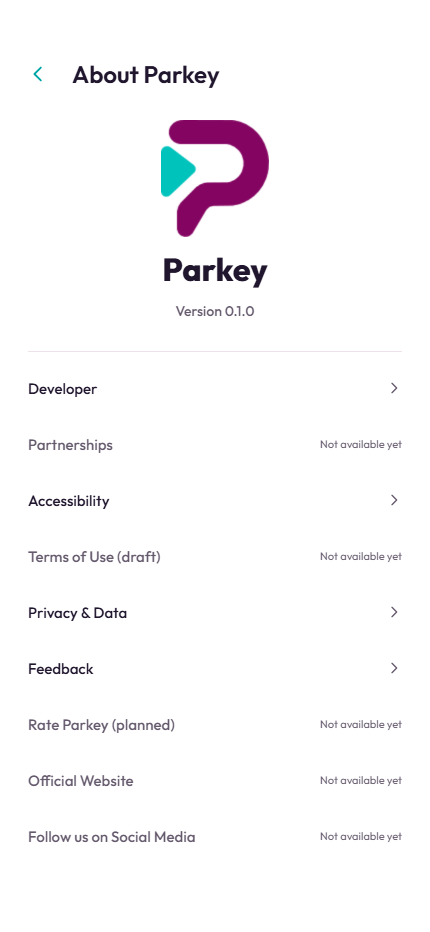 About Parkey
Parkey
Version 0.1.0
Developer
Partnerships Not available yet
Accessibility
Terms of Use (draft) Not available yet
Privacy & Data
Feedback
Rate Parkey (planned) Not available yet
Official Website Not available yet
Follow us on Social Media Not available yet